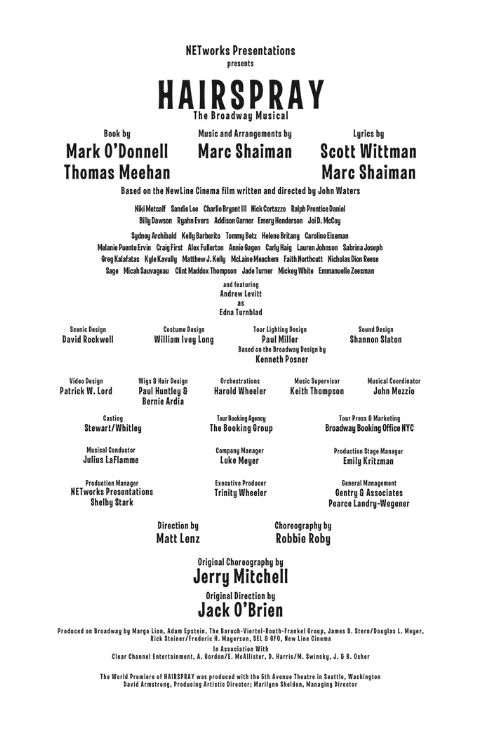 NETworks Presentations
presents
HAIRSPRAY
The Broadway Musical
Book by
Mark O'Donnell
Thomas Meehan
Music and Arrangements by
Marc Shaiman
Lyrics by
Scott Wittman
Marc Shaiman
Based on the NewLine Cinema film written and directed by John Waters
Niki Metcalf Sandie Lee Charlie Bryant III Nick Cortazzo Ralph Prentice Daniel
Billy Dawson Ryahn Evers Addison Garner Emery Henderson Joi D. McCoy
Sydney Archibald Kelly Barberito Tommy Betz Helene Britany Caroline Eiseman
Melanie Puente Ervin Craig First Alex Fullerton Annie Gagen Carly Haig Lauren Johnson Sabrina Joseph
Greg Kalafatas Kyle Kavully Matthew J. Kelly McLaine Meachem Faith Northcutt Nicholas Dion Reese
Sage Micah Sauvageau Clint Maddox Thompson Jade Turner Mickey White Emmanuelle Zeesman
and featuring
Andrew Levitt
as
Edna Turnblad
Scenic Design
David Rockwell
Costume Design
William Ivey Long
Tour Lighting Design
Paul Miller
Based on the Broadway Design by
Kenneth Posner
Sound Design
Shannon Slaton
Video Design
Patrick W. Lord
Wigs & Hair Design
Paul Huntley &
Bernie Ardia
Orchestrations
Harold Wheeler
Music Supervisor
Keith Thompson
Musical Coordinator
John Mezzio
Casting
Stewart/Whitley
Tour Booking Agency
The Booking Group
Tour Press & Marketing
Broadway Booking Office NYC
Musical Conductor
Julius LaFlamme
Company Manager
Luke Meyer
Production Stage Manager
Emily Kritzman
Production Manager
NETworks Presentations
Shelby Stark
Executive Producer
Trinity Wheeler
General Management
Gentry & Associates
Pearce Landry-Wegener
Direction by
Matt Lenz
Choreography by
Robbie Roby
Original Choreography by
Jerry Mitchell
Original Direction by
Jack O'Brien
Produced on Broadway by Margo Lion, Adam Epstein, The Baruch-Viertel-Routh-Frankel Group, James D. Stern/Douglas L. Meyer,
Rick Steiner/Frederic H. Mayerson, SEL & GFO, New Line Cinema
In Association With
Clear Channel Entertainment, A. Gordon/E. McAllister, D. Harris/M. Swinsky, J. & B. Osher
The World Premiere of HAIRSPRAY was produced with the 5th Avenue Theatre in Seattle, Washington
David Armstrong, Producing Artistic Director; Marilynn Sheldon, Managing Director